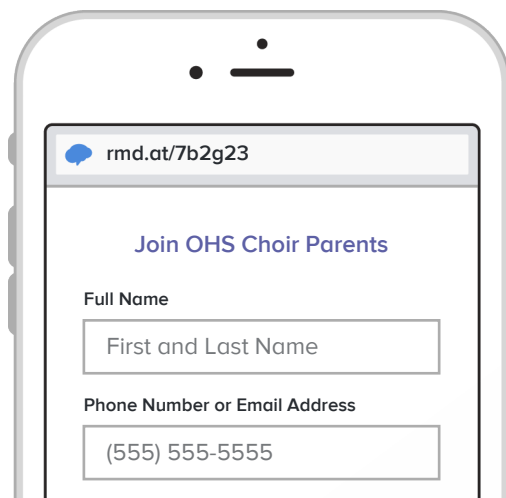 rmd.at/7b2g23
Join OHS Choir Parents
Full Name
First and Last Name
Phone Number or Email Address
(555) 555-5555